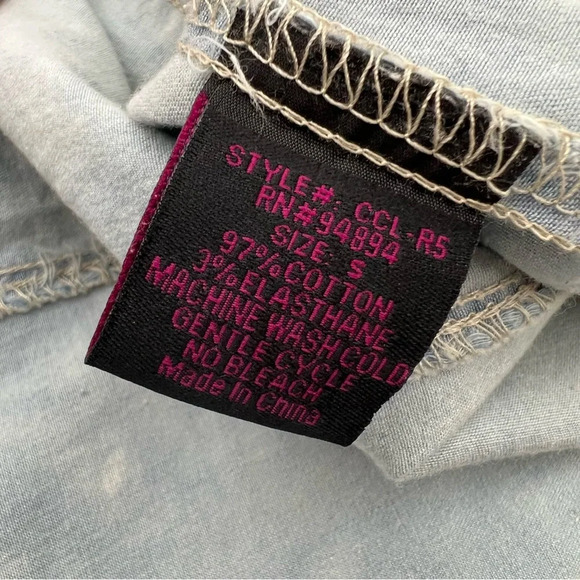 STYLE#: CCL-R5
RN#94894
SIZE: S
97%COTTON
3%ELASTHANE
MACHINE WASH COLD
GENTLE CYCLE
NO BLEACH
Made In China